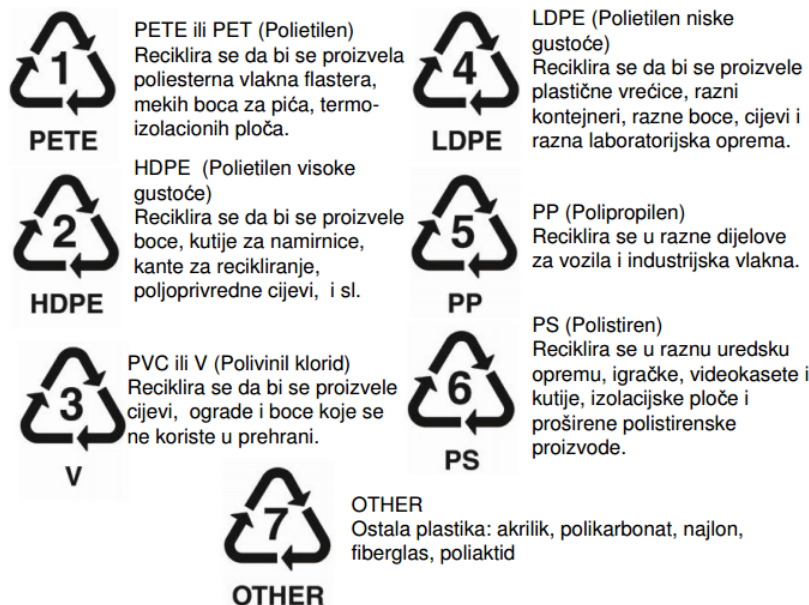 1
PETE
PETE ili PET (Polietilen)
Reciklira se da bi se proizvela
poliesterna vlakna flastera,
mekih boca za pića, termo-
izolacionih ploča.
2
HDPE
HDPE (Polietilen visoke
gustoće)
Reciklira se da bi se proizvele
boce, kutije za namirnice,
kante za recikliranje,
poljoprivredne cijevi, i sl.
3
V
PVC ili V (Polivinil klorid)
Reciklira se da bi se proizvele
cijevi, ograde i boce koje se
ne koriste u prehrani.
4
LDPE
LDPE (Polietilen niske
gustoće)
Reciklira se da bi se proizvele
plastične vrećice, razni
kontejneri, razne boce, cijevi i
razna laboratorijska oprema.
5
PP
PP (Polipropilen)
Reciklira se u razne dijelove
za vozila i industrijska vlakna.
6
PS
PS (Polistiren)
Reciklira se u raznu uredsku
opremu, igračke, videokasete i
kutije, izolacijske ploče i
proširene polistirenske
proizvode.
7
OTHER
OTHER
Ostala plastika: akrilik, polikarbonat, najlon,
fiberglas, poliaktid